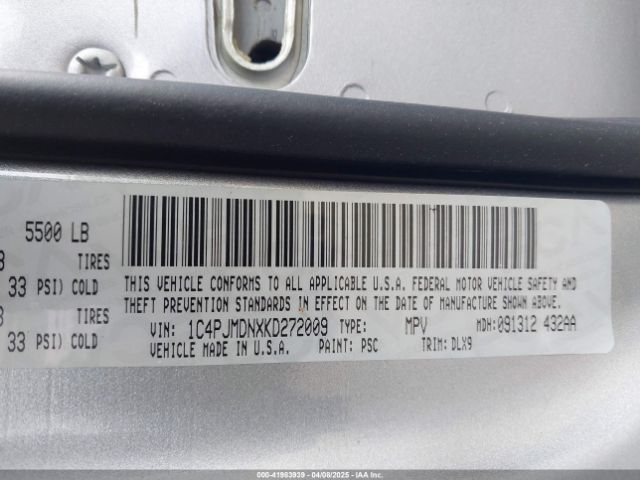 5500 LB
TIRES
33 PSI) COLD
TIRES
33 PSI) COLD
THIS VEHICLE CONFORMS TO ALL APPLICABLE U.S.A. FEDERAL MOTOR VEHICLE SAFETY AND
THEFT PREVENTION STANDARDS IN EFFECT ON THE DATE OF MANUFACTURE SHOWN ABOVE.
VIN: 1C4PJMDNXKD272009 TYPE: MPV MDH: 091312 432AA
VEHICLE MADE IN U.S.A. PAINT: PSC TRIM: DLX9
000-41983939 - 04/08/2025 - IAA Inc.